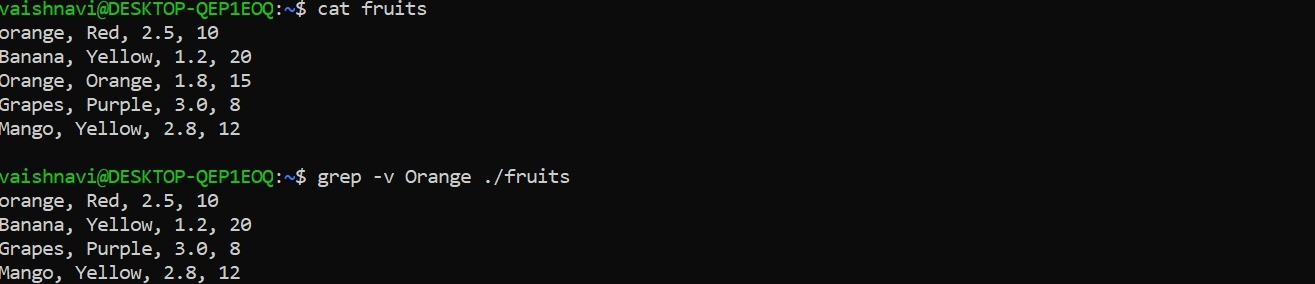 vaishnavi@DESKTOP-QEP1EOQ:~$ cat fruits
orange, Red, 2.5, 10
Banana, Yellow, 1.2, 20
Orange, Orange, 1.8, 15
Grapes, Purple, 3.0, 8
Mango, Yellow, 2.8, 12
vaishnavi@DESKTOP-QEP1EOQ:~$ grep -v Orange ./fruits
orange, Red, 2.5, 10
Banana, Yellow, 1.2, 20
Grapes, Purple, 3.0, 8
Mango, Yellow, 2.8, 12